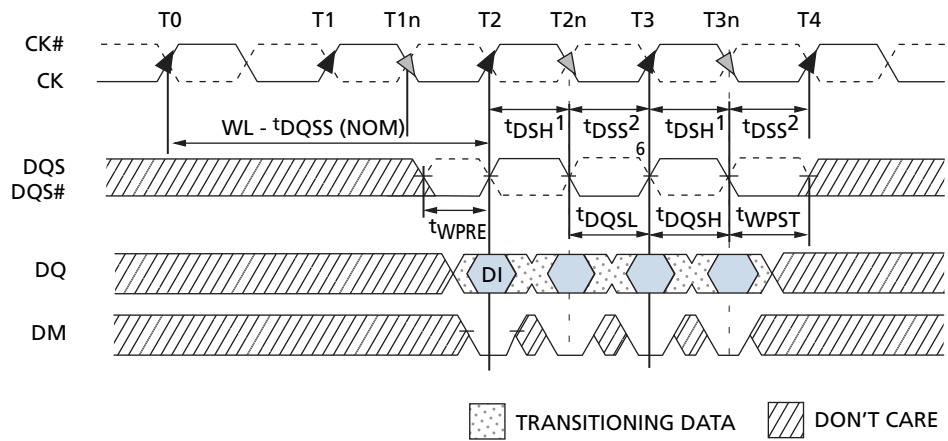 T0 T1 T1n T2 T2n T3 T3n T4
CK#
CK
tDSH1 tDSS2 tDSH1 tDSS2
WL - tDQSS (NOM)
6
DQS
DQS#
tWPRE tDQSL tDQSH tWPST
DQ DI
DM
TRANSITIONING DATA DON'T CARE